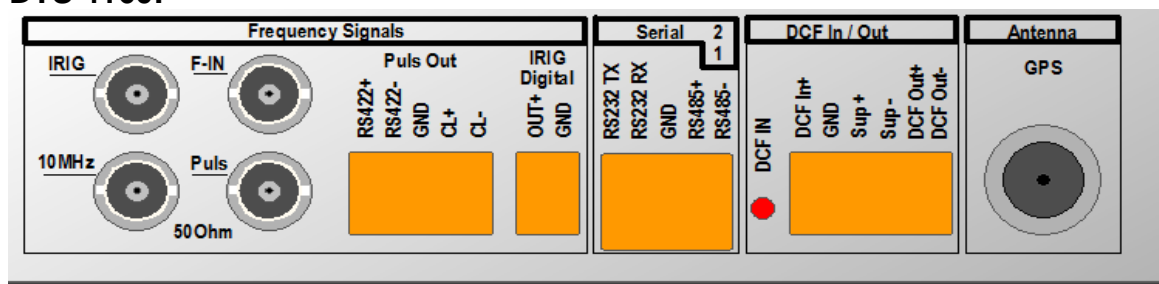 Frequency Signals
Serial 2
1
DCF In / Out
Antenna
IRIG
F-IN
Puls Out
IRIG
Digital
GPS
RS422+
RS422-
GND
CL+
CL-
OUT+
GND
RS232 TX
RS232 RX
GND
RS485+
RS485-
DCF IN
DCF In+
GND
Sup +
Sup -
DCF Out+
DCF Out-
10MHz
Puls
50 Ohm